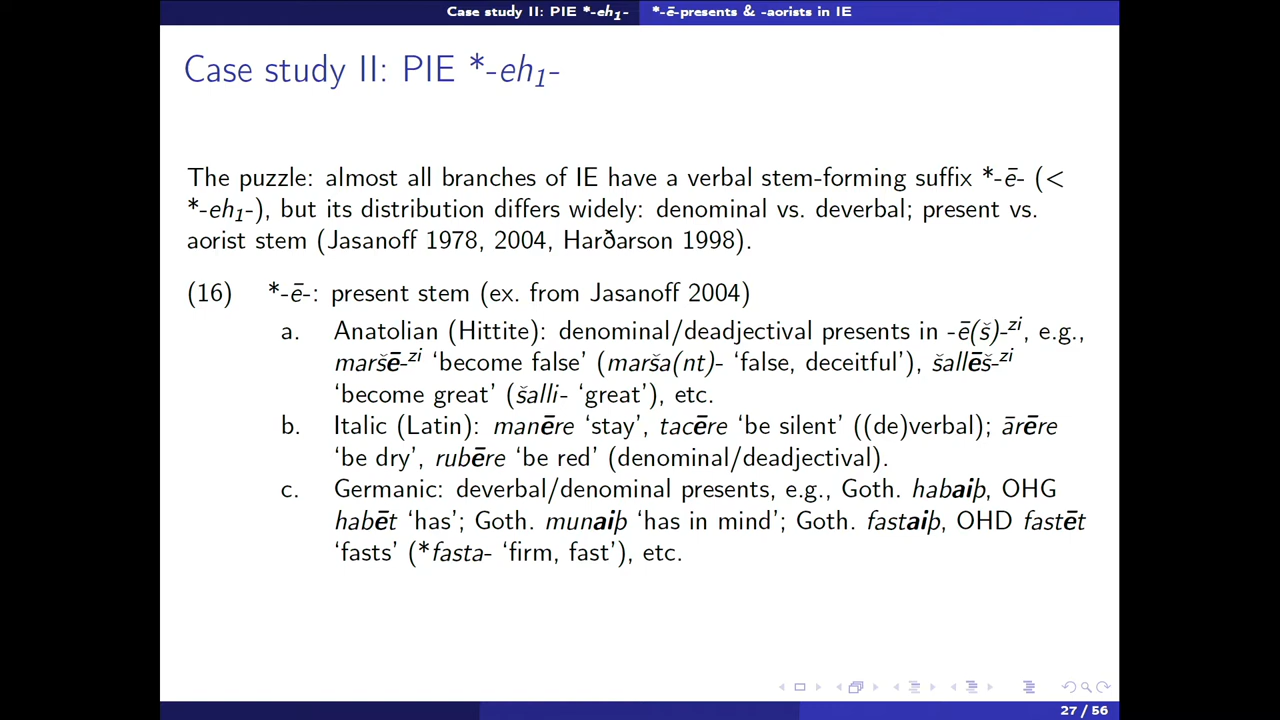 Case study II: PIE *-eh₁- *-ē-presents & -aorists in IE
Case study II: PIE *-eh₁-
The puzzle: almost all branches of IE have a verbal stem-forming suffix *-ē- (<
*-eh₁-), but its distribution differs widely: denominal vs. deverbal; present vs.
aorist stem (Jasanoff 1978, 2004, Harðarson 1998).
(16) *-ē-: present stem (ex. from Jasanoff 2004)
a. Anatolian (Hittite): denominal/deadjectival presents in -ē(š)-zi, e.g.,
maršē-zi ‘become false’ (marša(nt)- ‘false, deceitful’), šallēš-zi
‘become great’ (šalli- ‘great’), etc.
b. Italic (Latin): manēre ‘stay’, tacēre ‘be silent’ ((de)verbal); ārēre
‘be dry’, rubēre ‘be red’ (denominal/deadjectival).
c. Germanic: deverbal/denominal presents, e.g., Goth. habaiþ, OHG
habēt ‘has’; Goth. munaiþ ‘has in mind’; Goth. fastaiþ, OHD fastēt
‘fasts’ (*fasta- ‘firm, fast’), etc.
27 / 56